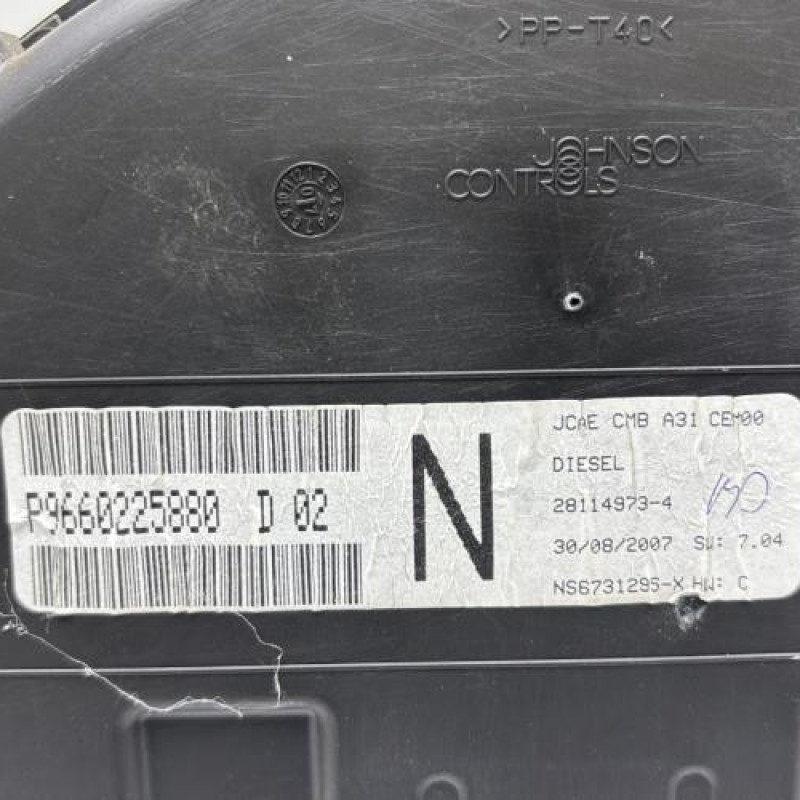 >PP-T40<
JOHNSON
CONTROLS
P9660225880 D 02
N
JCAE CMB A31 CEM00
DIESEL
28114973-4
30/08/2007 SW: 7.04
NS6731295-X HW: C